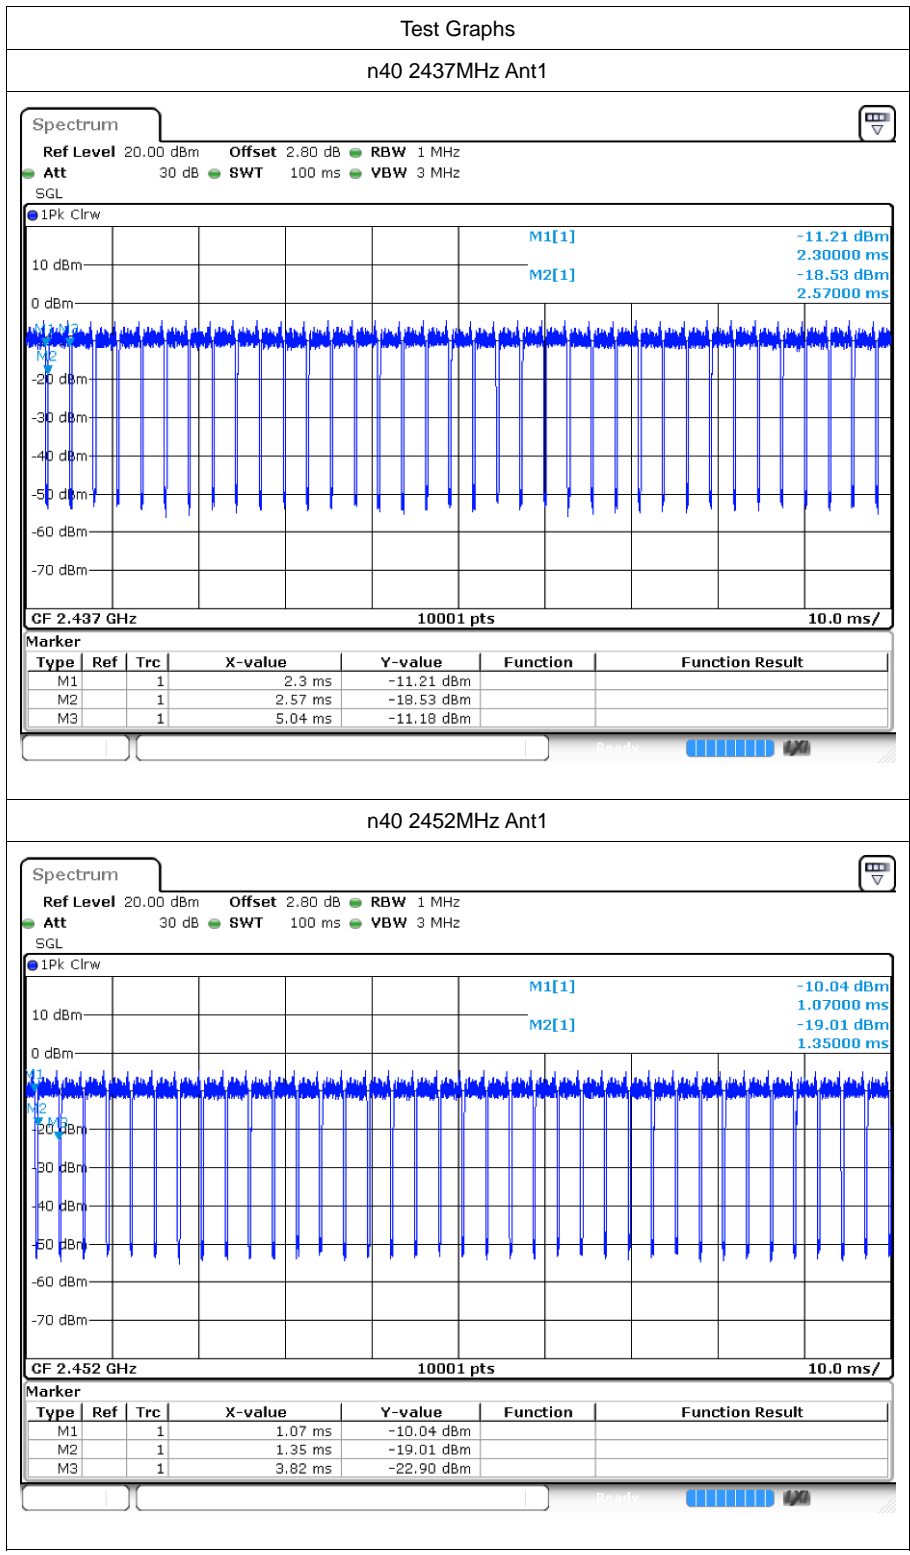 Test Graphs
n40 2437MHz Ant1
Spectrum
Ref Level 20.00 dBm Offset 2.80 dB RBW 1 MHz
Att 30 dB SWT 100 ms VBW 3 MHz
SGL
1Pk Clrw
M1[1] -11.21 dBm
2.30000 ms
10 dBm
M2[1] -18.53 dBm
2.57000 ms
0 dBm
M1 M3
M2
-20 dBm
-30 dBm
-40 dBm
-50 dBm
-60 dBm
-70 dBm
CF 2.437 GHz 10001 pts 10.0 ms/
Marker
Type Ref Trc X-value Y-value Function Function Result
M1 1 2.3 ms -11.21 dBm
M2 1 2.57 ms -18.53 dBm
M3 1 5.04 ms -11.18 dBm
Ready
n40 2452MHz Ant1
Spectrum
Ref Level 20.00 dBm Offset 2.80 dB RBW 1 MHz
Att 30 dB SWT 100 ms VBW 3 MHz
SGL
1Pk Clrw
M1[1] -10.04 dBm
1.07000 ms
10 dBm
M2[1] -19.01 dBm
1.35000 ms
0 dBm
M1
M2
M3
-20 dBm
-30 dBm
-40 dBm
-50 dBm
-60 dBm
-70 dBm
CF 2.452 GHz 10001 pts 10.0 ms/
Marker
Type Ref Trc X-value Y-value Function Function Result
M1 1 1.07 ms -10.04 dBm
M2 1 1.35 ms -19.01 dBm
M3 1 3.82 ms -22.90 dBm
Ready